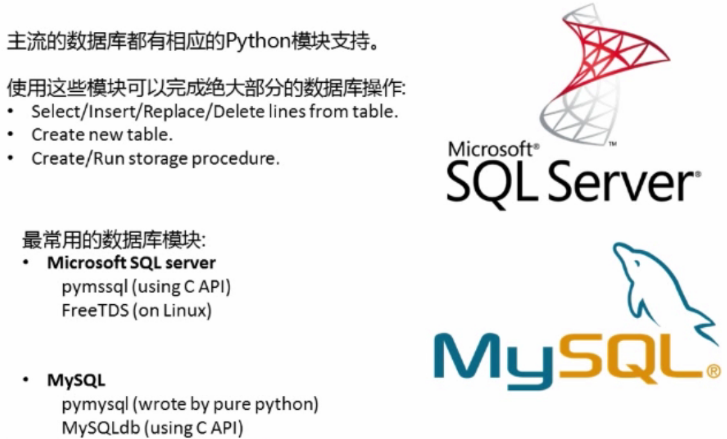 主流的数据库都有相应的Python模块支持。
使用这些模块可以完成绝大部分的数据库操作:
• Select/Insert/Replace/Delete lines from table.
• Create new table.
• Create/Run storage procedure.
Microsoft®
SQL Server®
™
最常用的数据库模块:
• Microsoft SQL server
pymssql (using C API)
FreeTDS (on Linux)
MySQL®
• MySQL
pymysql (wrote by pure python)
MySQLdb (using C API)